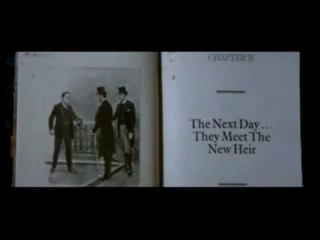 CHAPTER II
The Next Day ...
They Meet The
New Heir